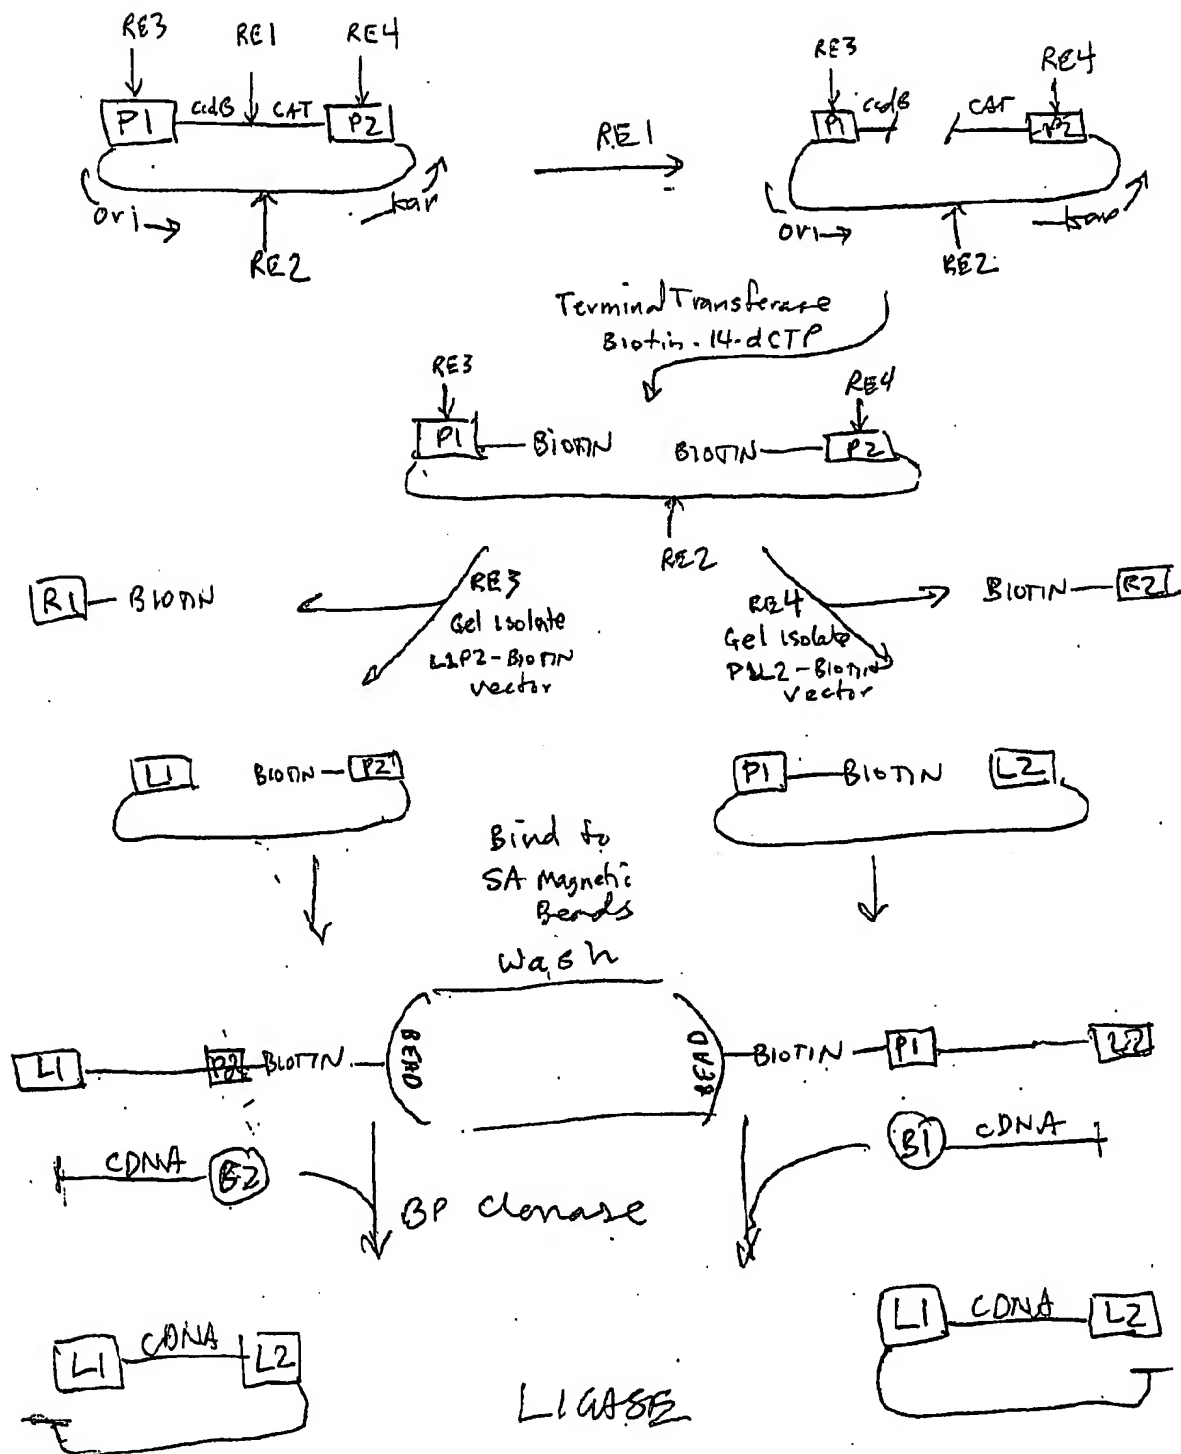 RE3 RE1 RE4
P1 ccdB CAT P2
ori kan
RE2
RE1
RE3 RE4
P1 ccdB CAT P2
ori kan
RE2
Terminal Transferase
Biotin-14-dCTP
RE3 RE4
P1 BIOTIN BIOTIN P2
RE2
R1 BIOTIN
RE3
Gel isolate
L1P2-BIOTIN
vector
RE4
Gel isolate
P1L2-BIOTIN
vector
BIOTIN R2
L1 BIOTIN P2
P1 BIOTIN L2
Bind to
SA Magnetic
Beads
Wash
L1 P2 BIOTIN BEAD
BEAD BIOTIN P1 L2
CDNA B2
B1 CDNA
BP Clonase
L1 CDNA L2
L1 CDNA L2
LIGASE